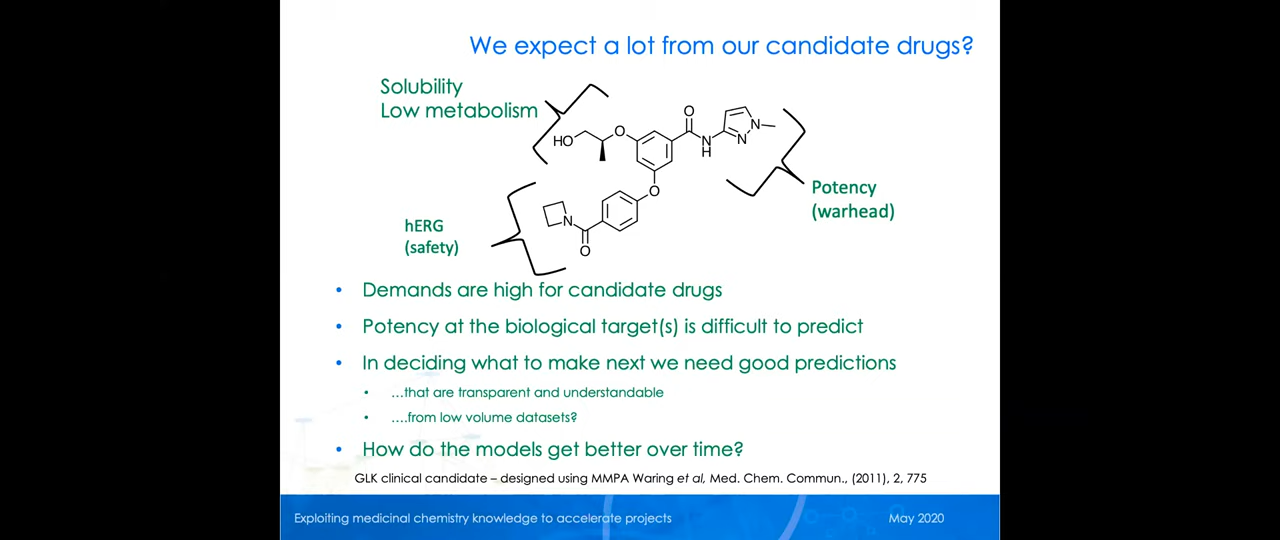 We expect a lot from our candidate drugs?
Solubility
Low metabolism
O
O
HO
N
H
N
N
O
Potency
(warhead)
hERG
(safety)
N
O
• Demands are high for candidate drugs
• Potency at the biological target(s) is difficult to predict
• In deciding what to make next we need good predictions
• …that are transparent and understandable
• ….from low volume datasets?
• How do the models get better over time?
GLK clinical candidate – designed using MMPA Waring et al, Med. Chem. Commun., (2011), 2, 775
Exploiting medicinal chemistry knowledge to accelerate projects
May 2020